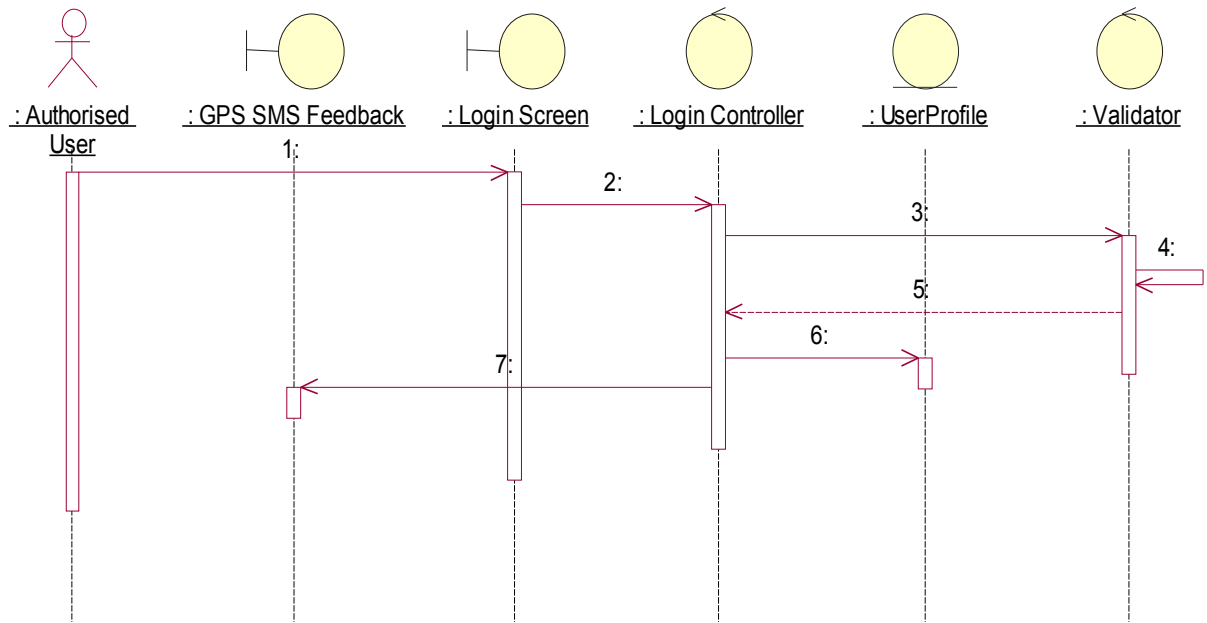 : Authorised User
: GPS SMS Feedback
: Login Screen
: Login Controller
: UserProfile
: Validator
1:
2:
3:
4:
5:
6:
7: